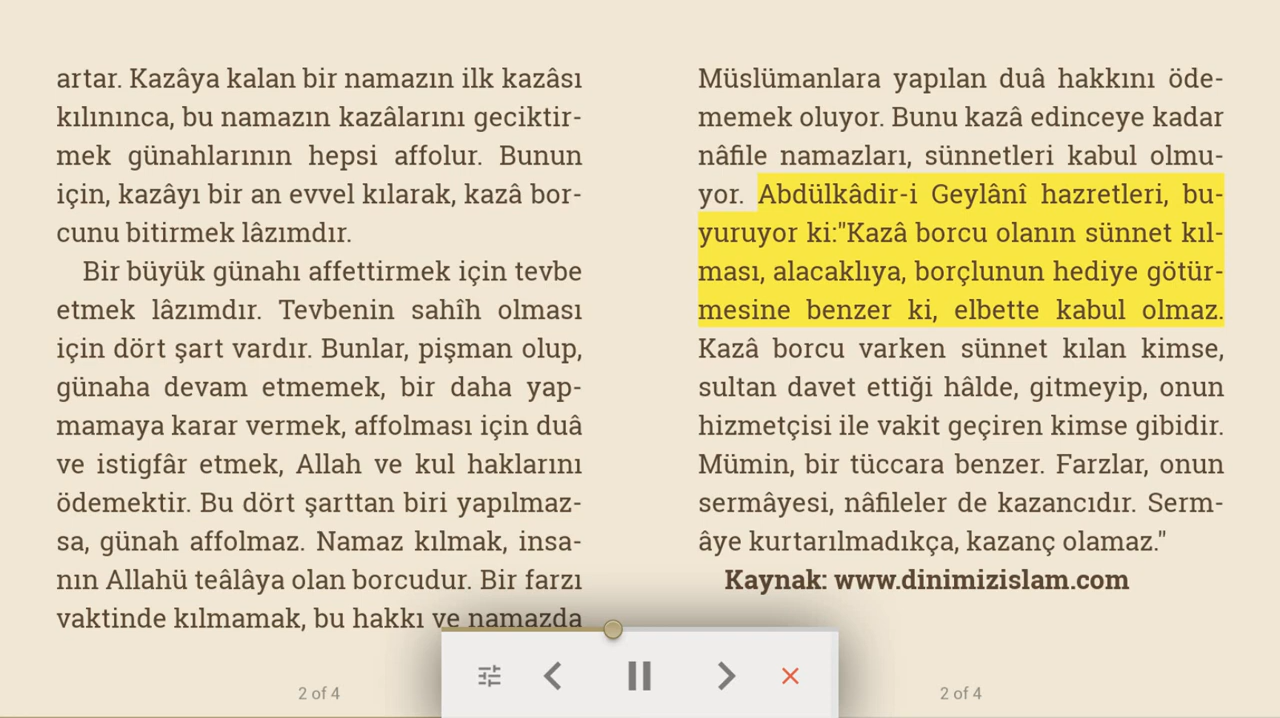 artar. Kazâya kalan bir namazın ilk kazâsı
kılınınca, bu namazın kazâlarını geciktir-
mek günahlarının hepsi affolur. Bunun
için, kazâyı bir an evvel kılarak, kazâ bor-
cunu bitirmek lâzımdır.
Bir büyük günahı affettirmek için tevbe
etmek lâzımdır. Tevbenin sahîh olması
için dört şart vardır. Bunlar, pişman olup,
günaha devam etmemek, bir daha yap-
mamaya karar vermek, affolması için duâ
ve istigfâr etmek, Allah ve kul haklarını
ödemektir. Bu dört şarttan biri yapılmaz-
sa, günah affolmaz. Namaz kılmak, insa-
nın Allahü teâlâya olan borcudur. Bir farzı
vaktinde kılmamak, bu hakkı ve namazda
2 of 4
Müslümanlara yapılan duâ hakkını öde-
memek oluyor. Bunu kazâ edinceye kadar
nâfile namazları, sünnetleri kabul olmu-
yor. Abdülkâdir-i Geylânî hazretleri, bu-
yuruyor ki:"Kazâ borcu olanın sünnet kıl-
ması, alacaklıya, borçlunun hediye götür-
mesine benzer ki, elbette kabul olmaz.
Kazâ borcu varken sünnet kılan kimse,
sultan davet ettiği hâlde, gitmeyip, onun
hizmetçisi ile vakit geçiren kimse gibidir.
Mümin, bir tüccara benzer. Farzlar, onun
sermâyesi, nâfileler de kazancıdır. Serm-
âye kurtarılmadıkça, kazanç olamaz."
Kaynak: www.dinimizislam.com
2 of 4